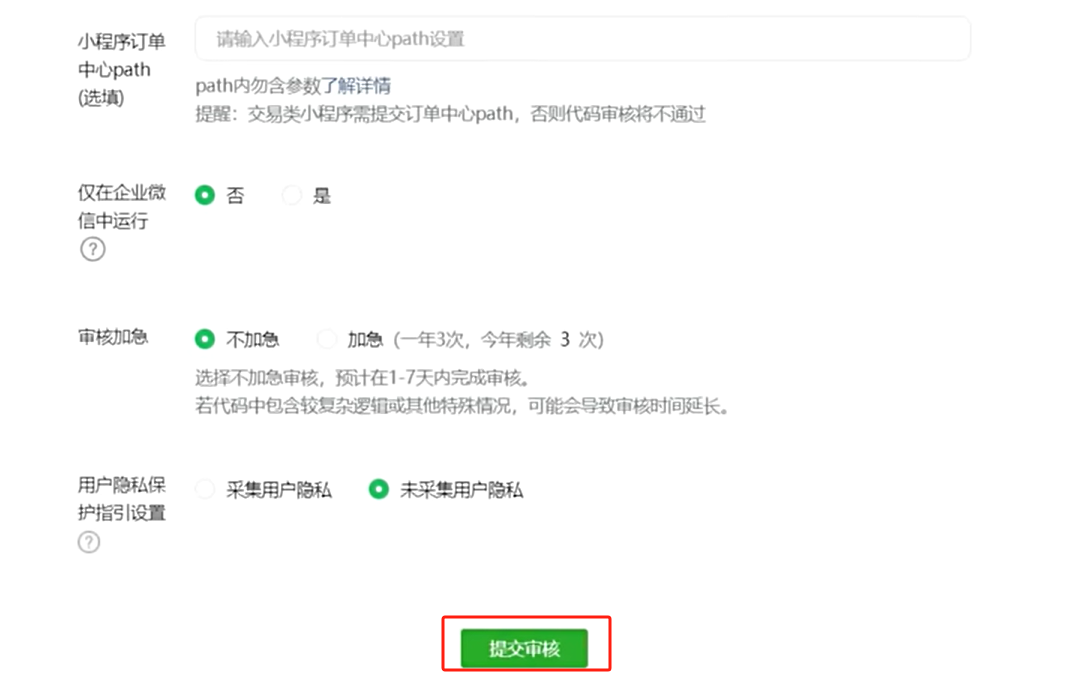 小程序订单
中心path
(选填)
请输入小程序订单中心path设置
path内勿含参数了解详情
提醒：交易类小程序需提交订单中心path，否则代码审核将不通过
仅在企业微
信中运行
?
否 是
审核加急
不加急 加急 (一年3次，今年剩余 3 次)
选择不加急审核，预计在1-7天内完成审核。
若代码中包含较复杂逻辑或其他特殊情况，可能会导致审核时间延长。
用户隐私保
护指引设置
?
采集用户隐私 未采集用户隐私
提交审核